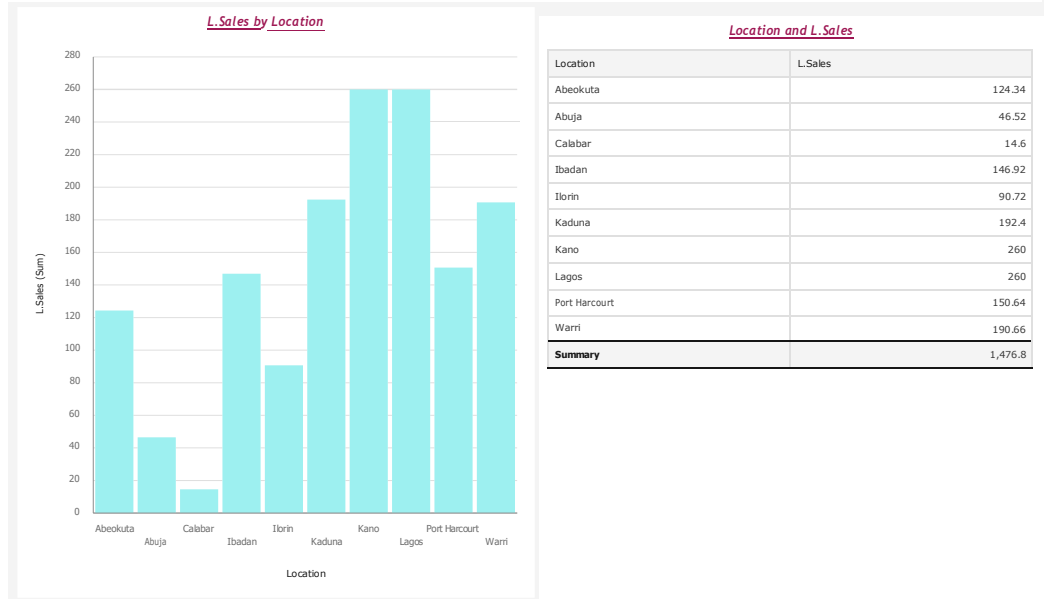 L.Sales by Location
280
260
240
220
200
180
160
140
120
100
80
60
40
20
0
L.Sales (Sum)
Abeokuta Calabar Ilorin Kano Port Harcourt
Abuja Ibadan Kaduna Lagos Warri
Location
Location and L.Sales
Location L.Sales
Abeokuta 124.34
Abuja 46.52
Calabar 14.6
Ibadan 146.92
Ilorin 90.72
Kaduna 192.4
Kano 260
Lagos 260
Port Harcourt 150.64
Warri 190.66
Summary 1,476.8